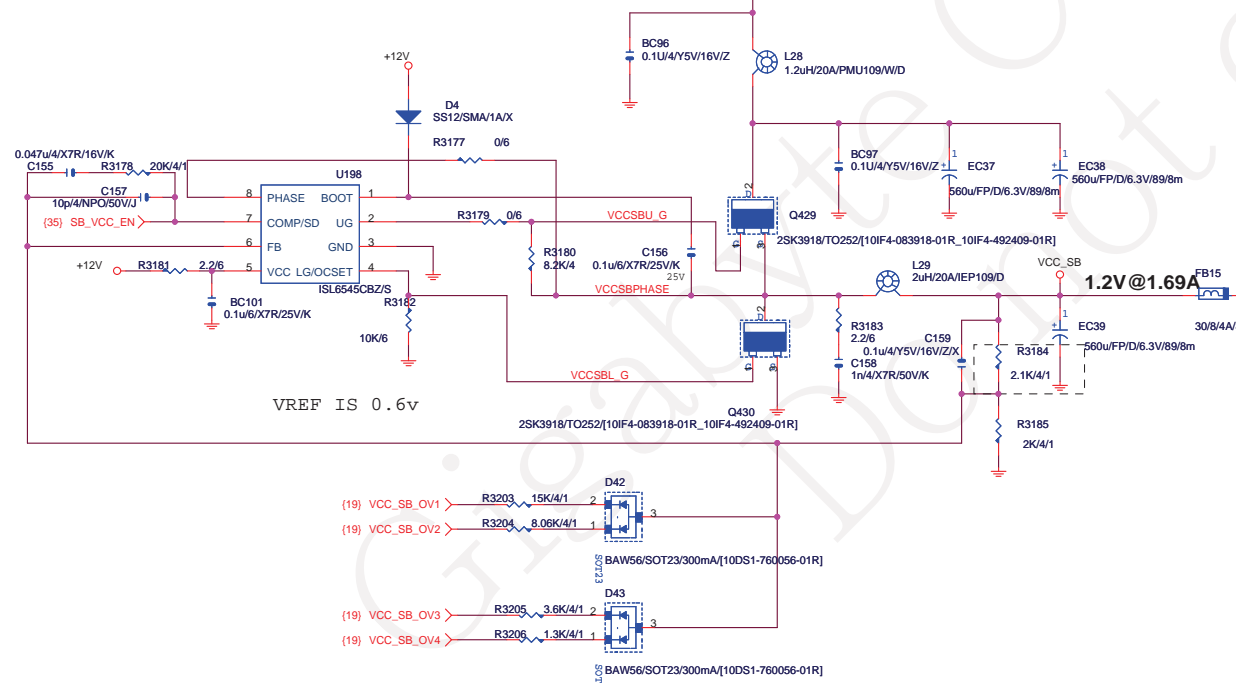 BC96
0.1U/4/Y5V/16V/Z
L28
1.2uH/20A/PMU109/W/D
+12V
D4
SS12/SMA/1A/X
R3177 0/6
0.047u/4/X7R/16V/K
C155
R3178 20K/4/1
C157
10p/4/NPO/50V/J
{35} SB_VCC_EN
+12V
R3181 2.2/6
BC101
0.1u/6/X7R/25V/K
U198
8 PHASE BOOT 1
7 COMP/SD UG 2
6 FB GND 3
5 VCC LG/OCSET 4
ISL6545CBZ/S
R3182
10K/6
R3179 0/6
VCCSBU_G
R3180
8.2K/4
C156
0.1u/6/X7R/25V/K
25V
VCCSBPHASE
VCCSBL_G
BC97
0.1U/4/Y5V/16V/Z
1
EC37
560u/FP/D/6.3V/89/8m
1
EC38
560u/FP/D/6.3V/89/8m
2
Q429
2SK3918/TO252/[10IF4-083918-01R_10IF4-492409-01R]
L29
2uH/20A/IEP109/D
VCC_SB
1.2V@1.69A
FB15
30/8/4A/
2
R3183
2.2/6
C159
0.1u/4/Y5V/16V/Z/X
C158
1n/4/X7R/50V/K
1
EC39
560u/FP/D/6.3V/89/8m
R3184
2.1K/4/1
R3185
2K/4/1
Q430
2SK3918/TO252/[10IF4-083918-01R_10IF4-492409-01R]
VREF IS 0.6v
D42
{19} VCC_SB_OV1 R3203 15K/4/1 2
3
{19} VCC_SB_OV2 R3204 8.06K/4/1 1
SOT23
BAW56/SOT23/300mA/[10DS1-760056-01R]
D43
{19} VCC_SB_OV3 R3205 3.6K/4/1 2
3
{19} VCC_SB_OV4 R3206 1.3K/4/1 1
SOT
BAW56/SOT23/300mA/[10DS1-760056-01R]
Gigabyte C
Do not